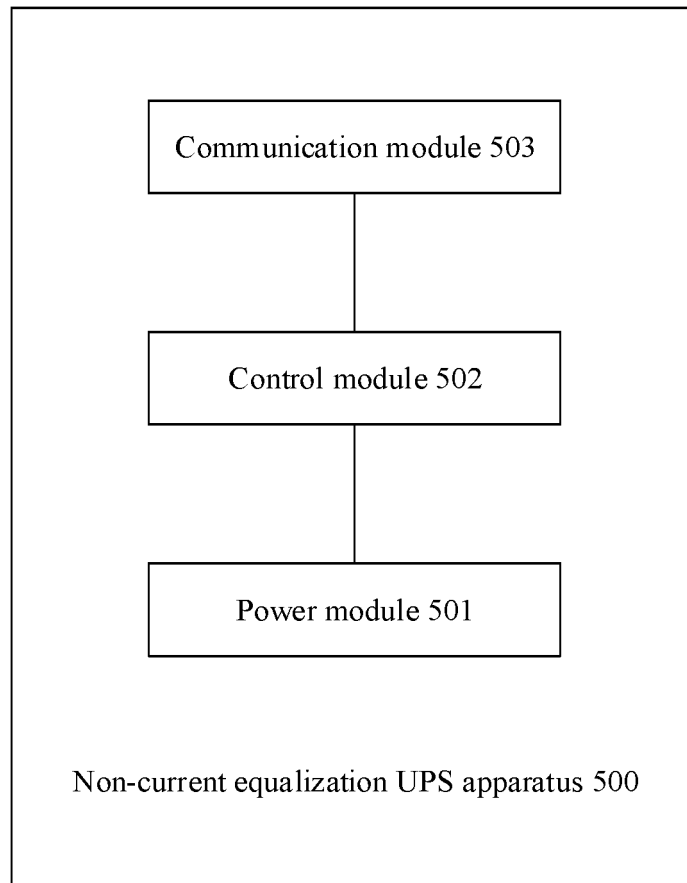 Communication module 503
Control module 502
Power module 501
Non-current equalization UPS apparatus 500